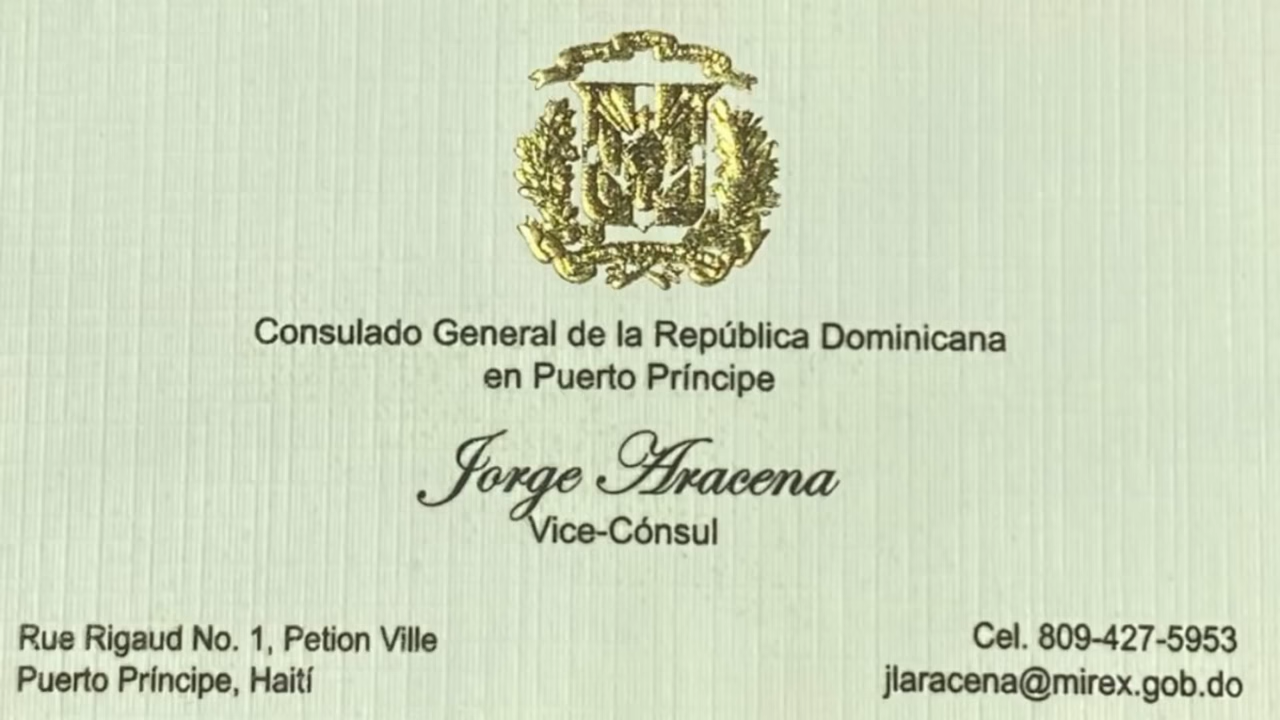 Consulado General de la República Dominicana
en Puerto Príncipe
Jorge Aracena
Vice-Cónsul
Rue Rigaud No. 1, Petion Ville
Puerto Príncipe, Haití
Cel. 809-427-5953
jlaracena@mirex.gob.do